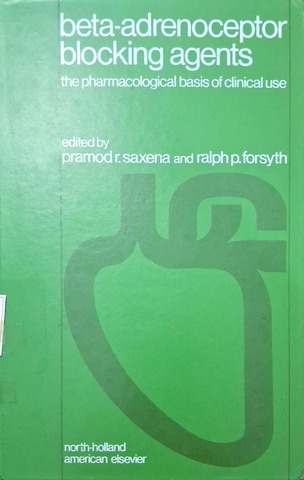 beta-adrenoceptor
blocking agents
the pharmacological basis of clinical use
edited by
pramod r. saxena and ralph p. forsyth
north-holland
american elsevier